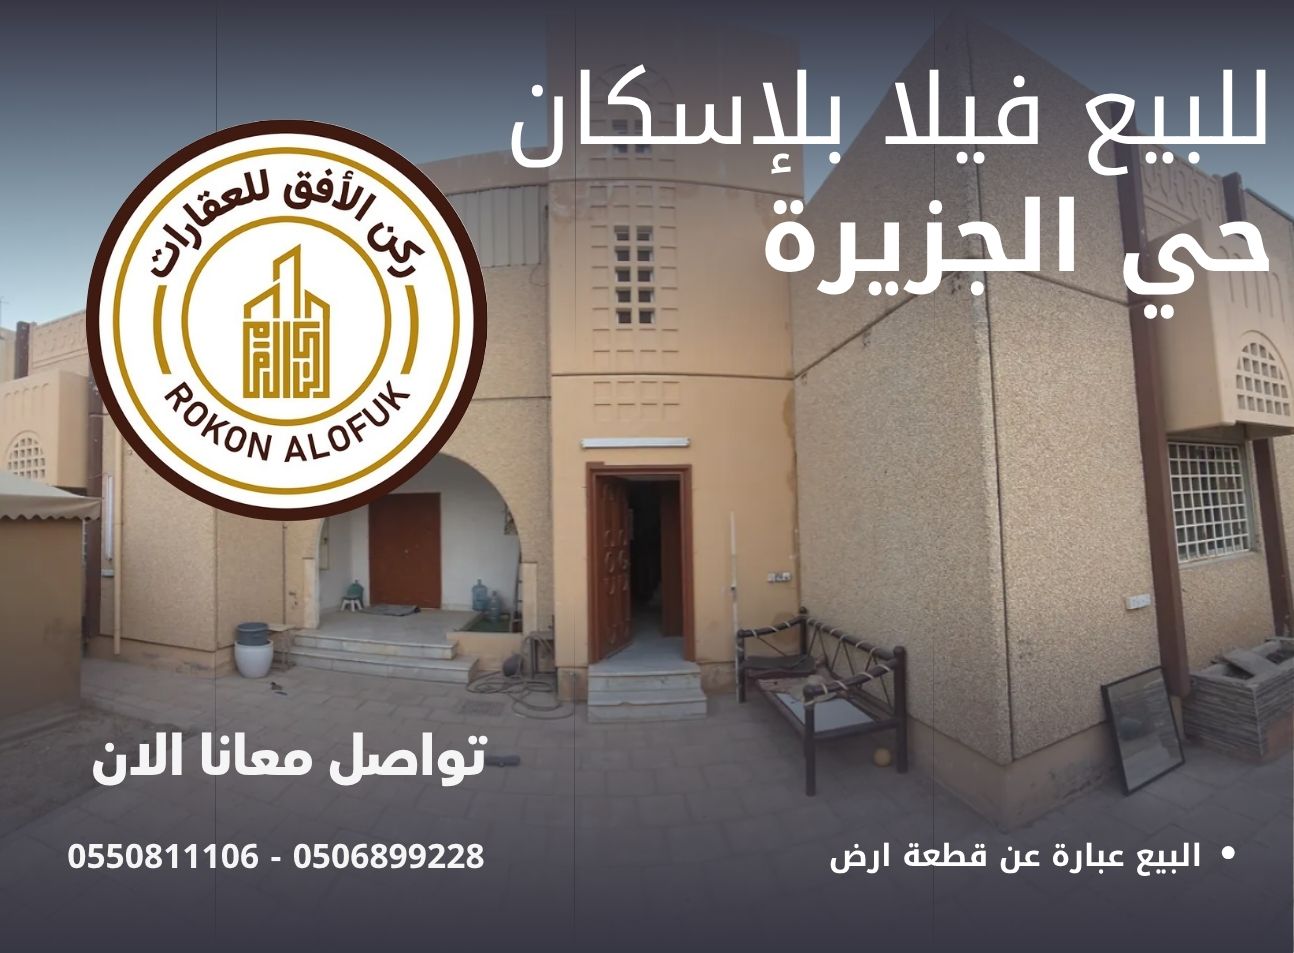 للبيع فيلا بلإسكان
حي الجزيرة
ركن الأفق للعقارات
ROKON ALOFUK
تواصل معانا الان
0550811106 - 0506899228
• البيع عبارة عن قطعة ارض